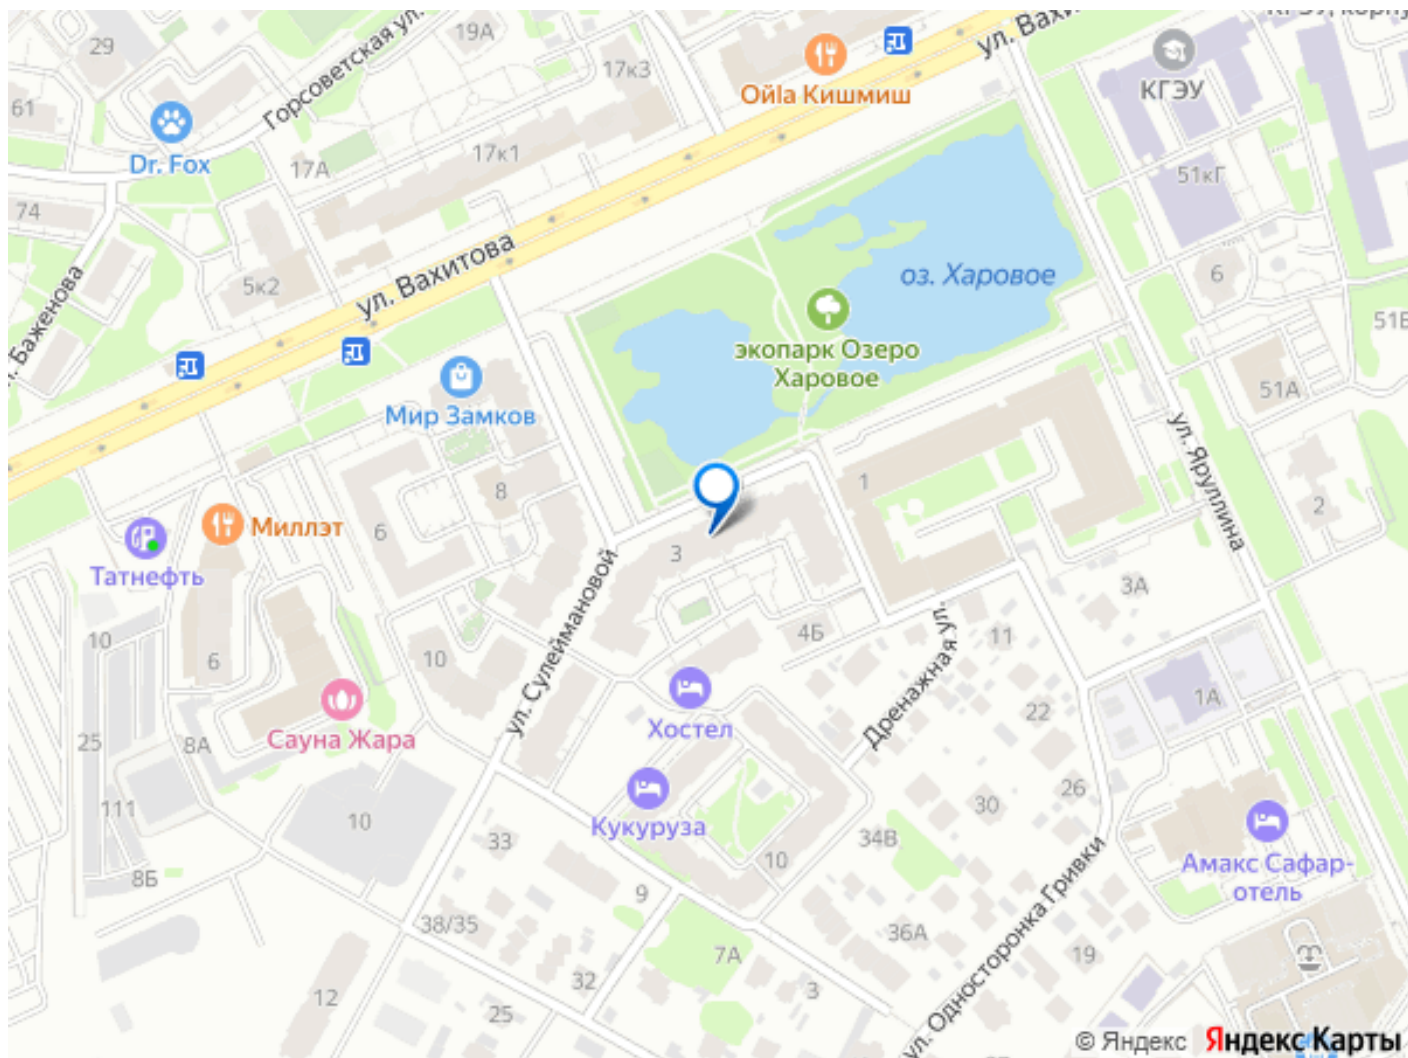 29
19А
Горсоветская ул.
17к3
Ойlа Кишмиш
ул. Вахитова
КГЭУ
61
Dr. Fox
17к1
17А
51кГ
74
5к2
ул. Вахитова
оз. Харовое
6
Баженова
51В
экопарк Озеро
Харовое
Мир Замков
51А
ул. Яруллина
8
1
2
Миллэт
6
3
Татнефть
3А
10
4Б
11
6
10
ул. Сулеймановой
Дренажная ул.
Хостел
1А
22
Сауна Жара
25
8А
26
30
111
10
Кукуруза
33
34В
10
Амакс Сафар-
отель
8Б
9
38/35
36А
ул. Односторонка Гривки
7А
19
32
3
12
25
© Яндекс Яндекс Карты